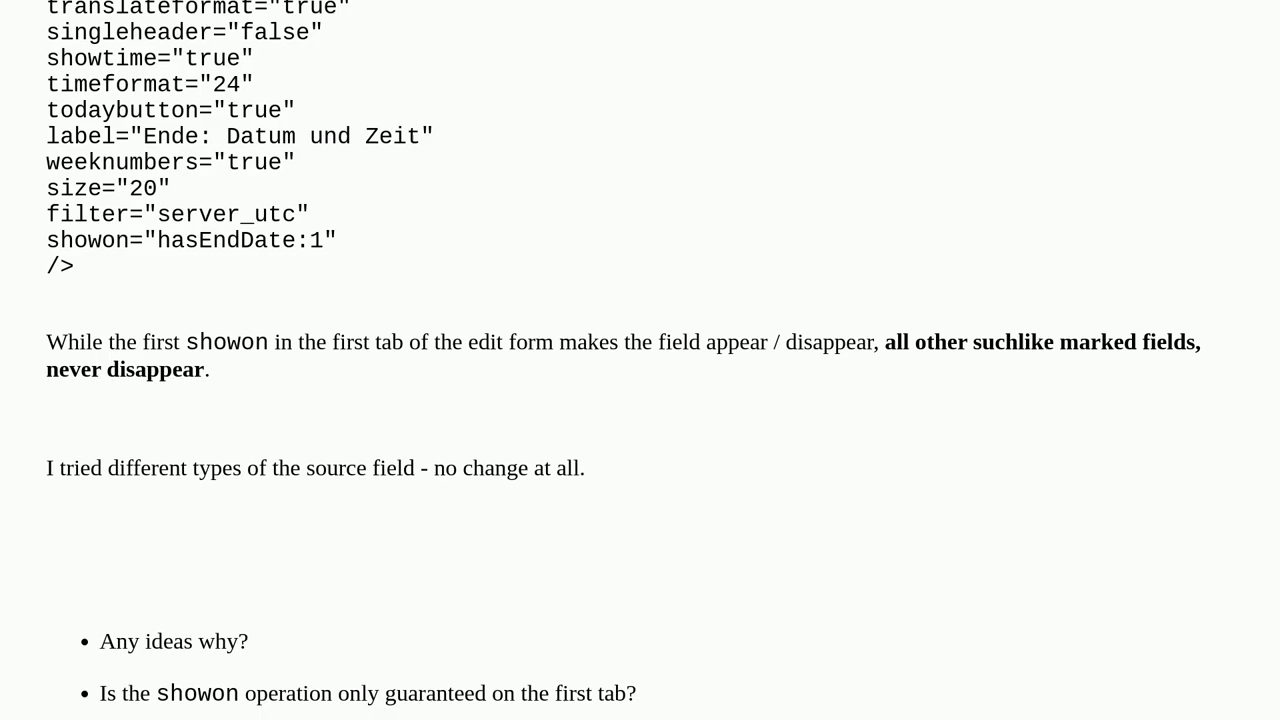 translateformat="true"
singleheader="false"
showtime="true"
timeformat="24"
todaybutton="true"
label="Ende: Datum und Zeit"
weeknumbers="true"
size="20"
filter="server_utc"
showon="hasEndDate:1"
/>
While the first showon in the first tab of the edit form makes the field appear / disappear, all other suchlike marked fields,
never disappear.
I tried different types of the source field - no change at all.
• Any ideas why?
• Is the showon operation only guaranteed on the first tab?